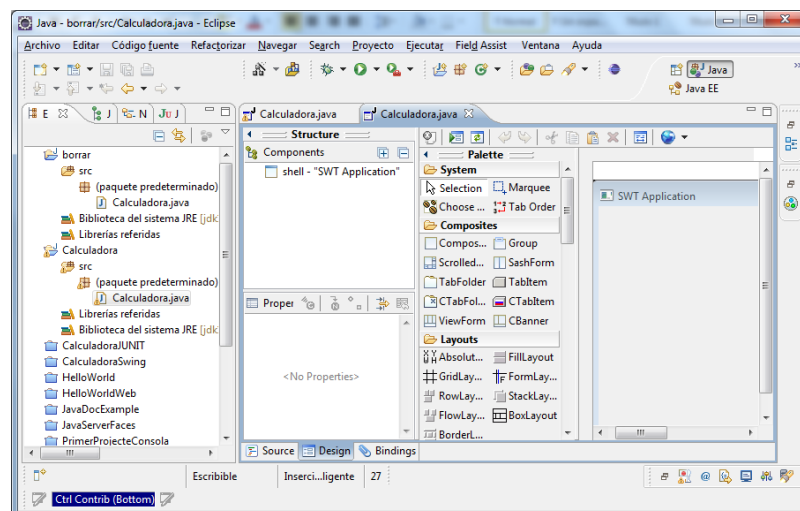 Java - borrar/src/Calculadora.java - Eclipse
Archivo Editar Código fuente Refactorizar Navegar Search Proyecto Ejecutar Field Assist Ventana Ayuda
Java
Java EE
E J N Ju J
borrar
src
(paquete predeterminado)
Calculadora.java
Biblioteca del sistema JRE [jdk
Librerías referidas
Calculadora
src
(paquete predeterminado)
Calculadora.java
Librerías referidas
Biblioteca del sistema JRE [jdk
CalculadoraJUNIT
CalculadoraSwing
HelloWorld
HelloWorldWeb
JavaDocExample
JavaServerFaces
PrimerProjecteConsola
Calculadora.java Calculadora.java
Structure
Components
shell - "SWT Application"
Proper
<No Properties>
Palette
System
Selection Marquee
Choose ... Tab Order
Composites
Compos... Group
Scrolled... SashForm
TabFolder TabItem
CTabFol... CTabItem
ViewForm CBanner
Layouts
Absolut... FillLayout
GridLay... FormLay...
RowLay... StackLay...
FlowLay... BoxLayout
BorderL...
SWT Application
Source Design Bindings
Escribible Inserci...ligente 27
Ctrl Contrib (Bottom)